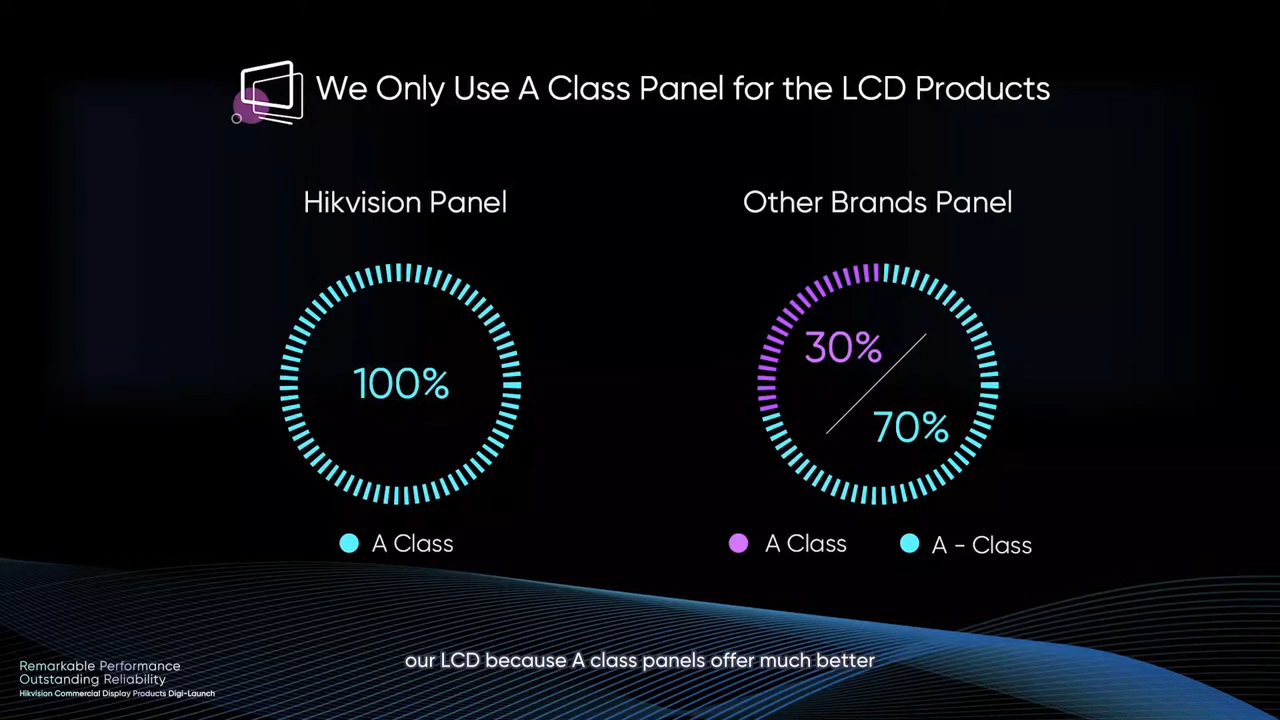 We Only Use A Class Panel for the LCD Products
Hikvision Panel
Other Brands Panel
100%
30%
70%
A Class
A Class
A - Class
our LCD because A class panels offer much better
Remarkable Performance
Outstanding Reliability
Hikvision Commercial Display Products Digi-Launch